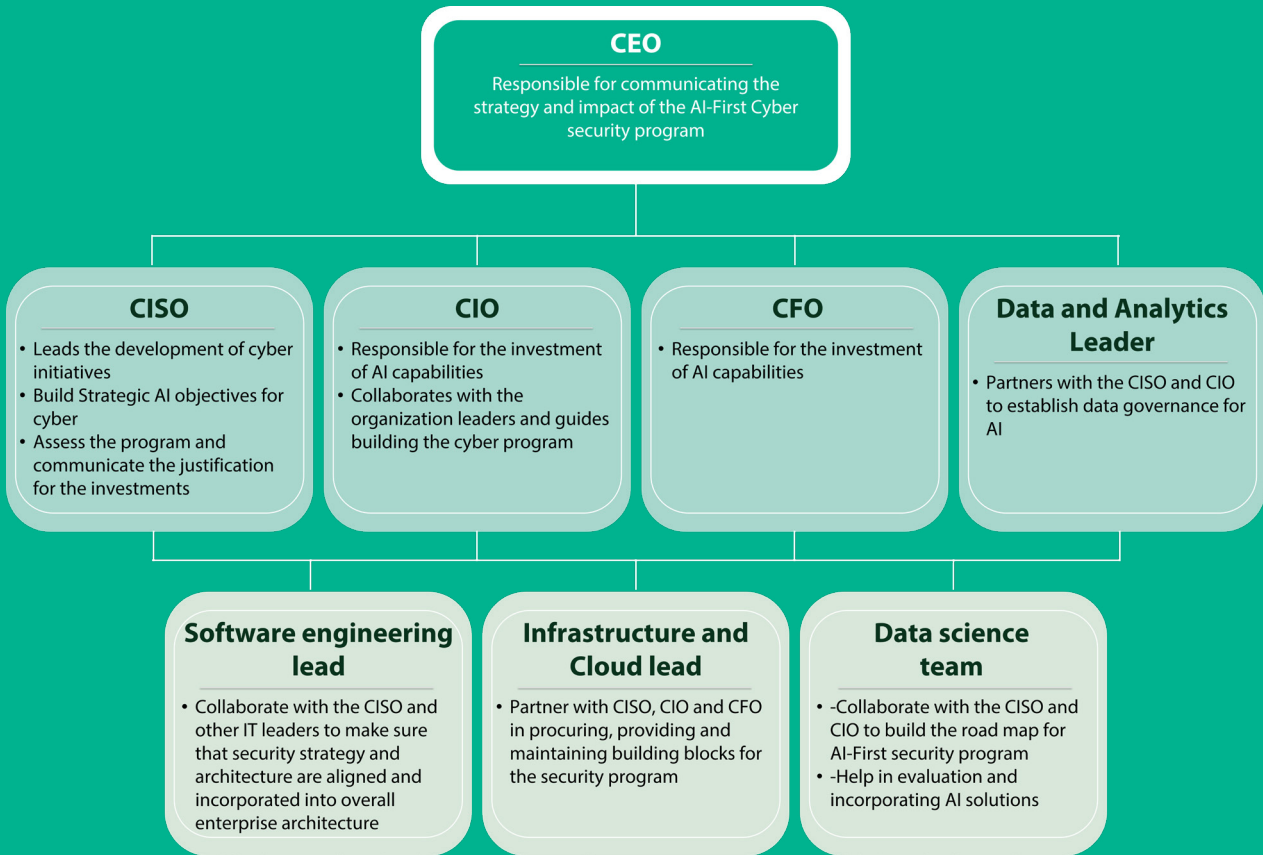 CEO
Responsible for communicating the
strategy and impact of the AI-First Cyber
security program
CISO
• Leads the development of cyber
initiatives
• Build Strategic AI objectives for
cyber
• Assess the program and
communicate the justification
for the investments
CIO
• Responsible for the investment
of AI capabilities
• Collaborates with the
organization leaders and guides
building the cyber program
CFO
• Responsible for the investment
of AI capabilities
Data and Analytics
Leader
• Partners with the CISO and CIO
to establish data governance for
AI
Software engineering
lead
• Collaborate with the CISO and
other IT leaders to make sure
that security strategy and
architecture are aligned and
incorporated into overall
enterprise architecture
Infrastructure and
Cloud lead
• Partner with CISO, CIO and CFO
in procuring, providing and
maintaining building blocks for
the security program
Data science
team
• -Collaborate with the CISO and
CIO to build the road map for
AI-First security program
• -Help in evaluation and
incorporating AI solutions